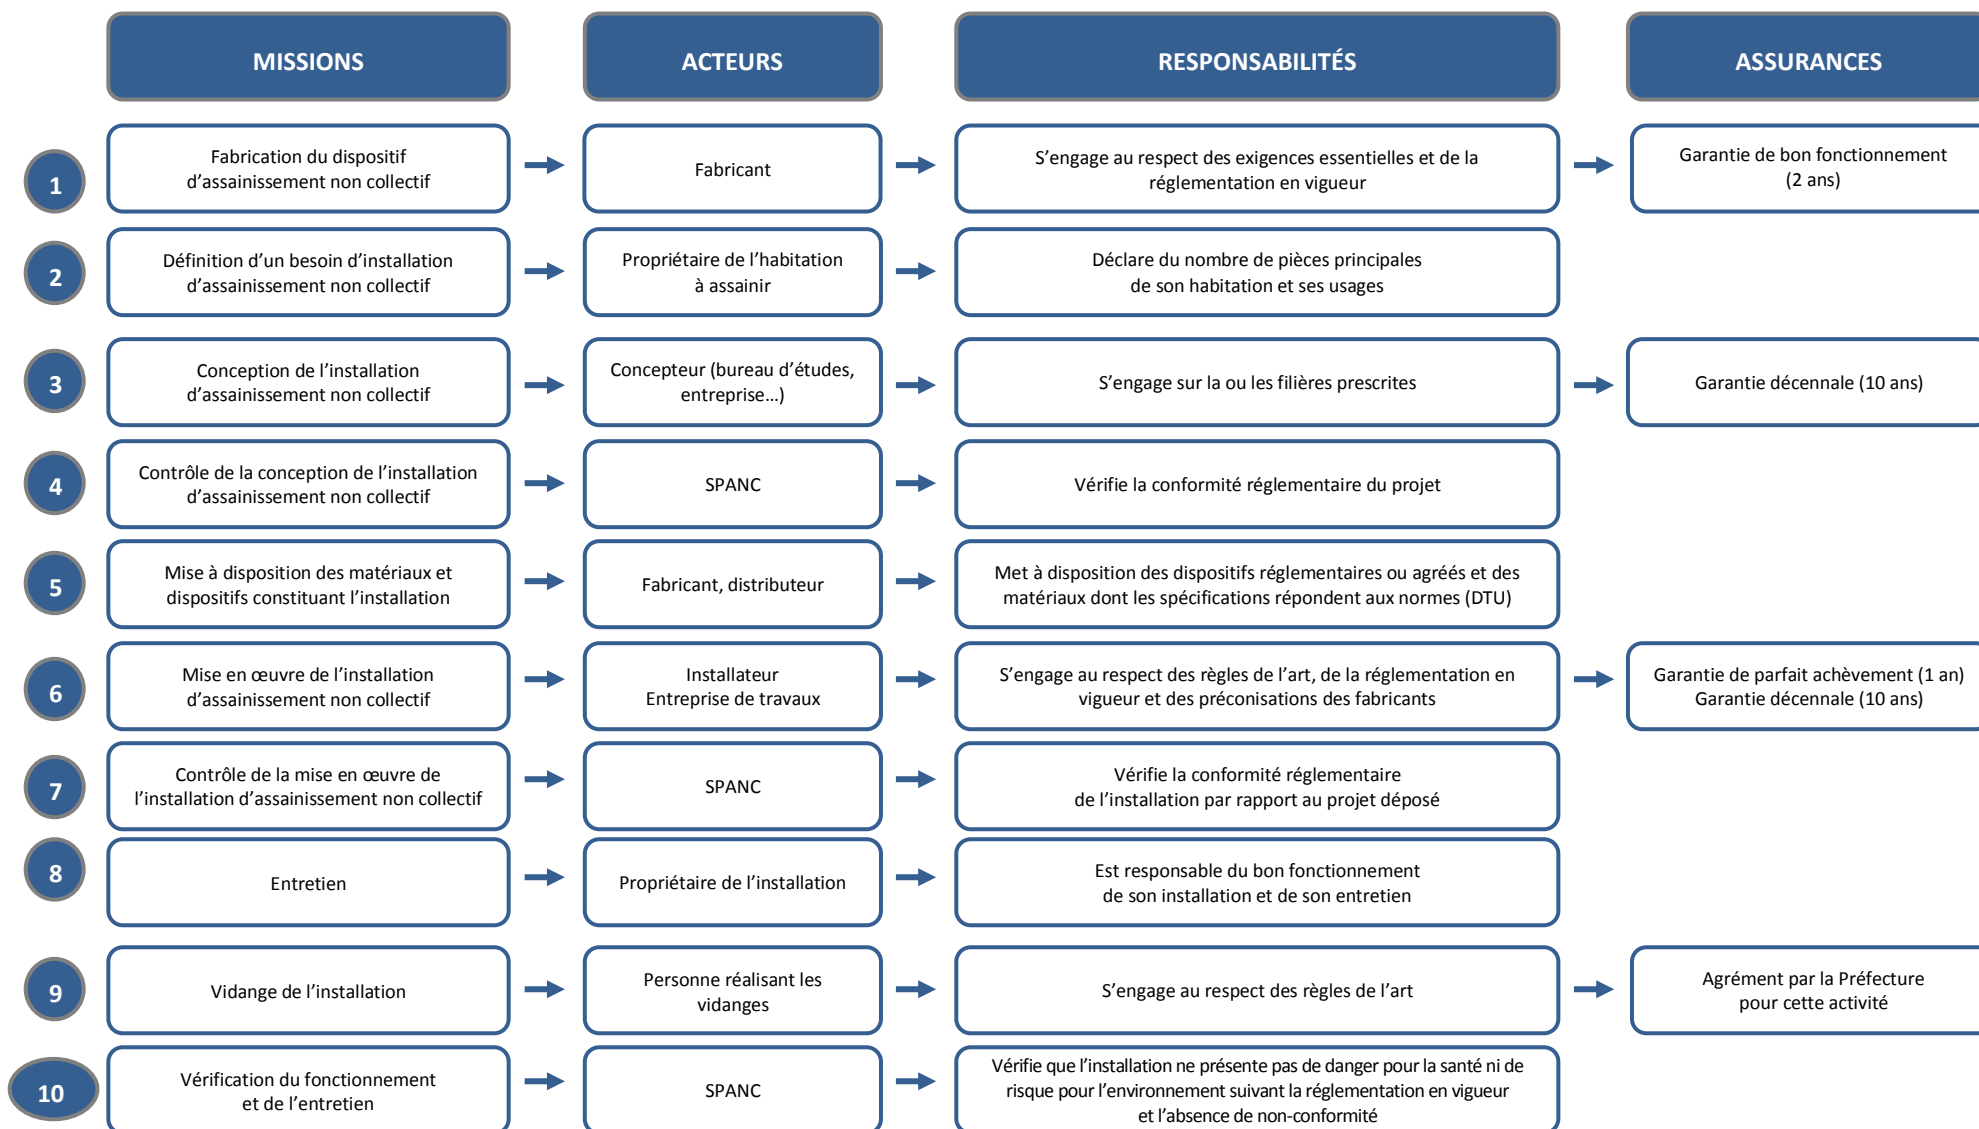 MISSIONS
ACTEURS
RESPONSABILITÉS
ASSURANCES
1
Fabrication du dispositif
d’assainissement non collectif
Fabricant
S’engage au respect des exigences essentielles et de la
réglementation en vigueur
Garantie de bon fonctionnement
(2 ans)
2
Définition d’un besoin d’installation
d’assainissement non collectif
Propriétaire de l’habitation
à assainir
Déclare du nombre de pièces principales
de son habitation et ses usages
3
Conception de l’installation
d’assainissement non collectif
Concepteur (bureau d’études,
entreprise…)
S’engage sur la ou les filières prescrites
Garantie décennale (10 ans)
4
Contrôle de la conception de l’installation
d’assainissement non collectif
SPANC
Vérifie la conformité réglementaire du projet
5
Mise à disposition des matériaux et
dispositifs constituant l’installation
Fabricant, distributeur
Met à disposition des dispositifs réglementaires ou agréés et des
matériaux dont les spécifications répondent aux normes (DTU)
6
Mise en œuvre de l’installation
d’assainissement non collectif
Installateur
Entreprise de travaux
S’engage au respect des règles de l’art, de la réglementation en
vigueur et des préconisations des fabricants
Garantie de parfait achèvement (1 an)
Garantie décennale (10 ans)
7
Contrôle de la mise en œuvre de
l’installation d’assainissement non collectif
SPANC
Vérifie la conformité réglementaire
de l’installation par rapport au projet déposé
8
Entretien
Propriétaire de l’installation
Est responsable du bon fonctionnement
de son installation et de son entretien
9
Vidange de l’installation
Personne réalisant les
vidanges
S’engage au respect des règles de l’art
Agrément par la Préfecture
pour cette activité
10
Vérification du fonctionnement
et de l’entretien
SPANC
Vérifie que l’installation ne présente pas de danger pour la santé ni de
risque pour l’environnement suivant la réglementation en vigueur
et l’absence de non-conformité